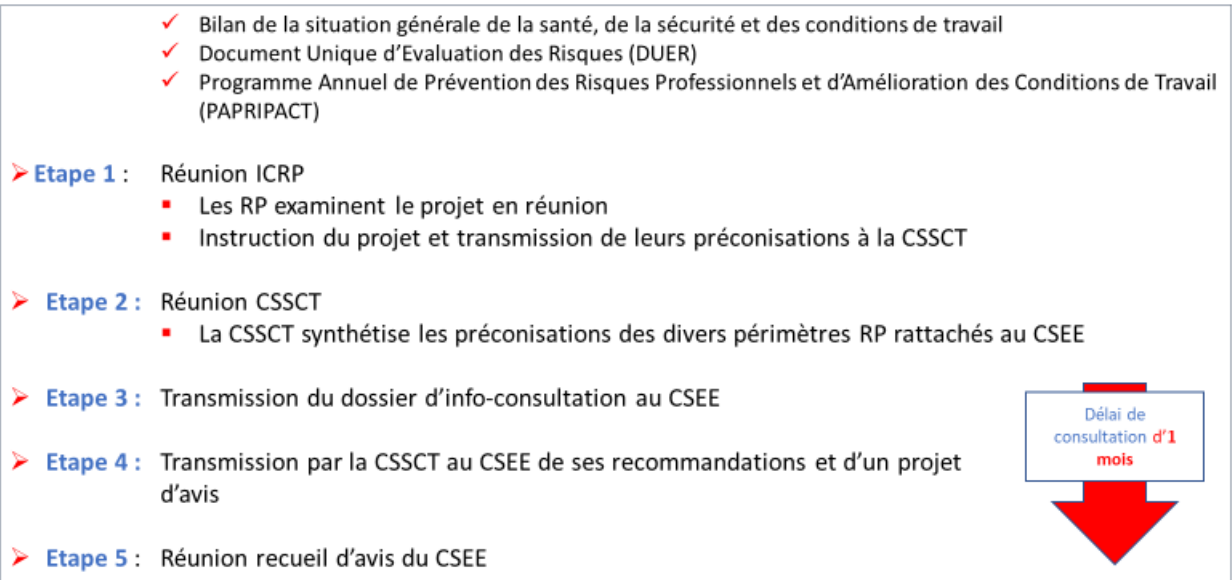 ✓ Bilan de la situation générale de la santé, de la sécurité et des conditions de travail
✓ Document Unique d’Evaluation des Risques (DUER)
✓ Programme Annuel de Prévention des Risques Professionnels et d’Amélioration des Conditions de Travail
(PAPRIPACT)
➢ Etape 1 : Réunion ICRP
▪ Les RP examinent le projet en réunion
▪ Instruction du projet et transmission de leurs préconisations à la CSSCT
➢ Etape 2 : Réunion CSSCT
▪ La CSSCT synthétise les préconisations des divers périmètres RP rattachés au CSEE
➢ Etape 3 : Transmission du dossier d’info-consultation au CSEE
➢ Etape 4 : Transmission par la CSSCT au CSEE de ses recommandations et d’un projet
d’avis
➢ Etape 5 : Réunion recueil d’avis du CSEE
Délai de
consultation d’1
mois